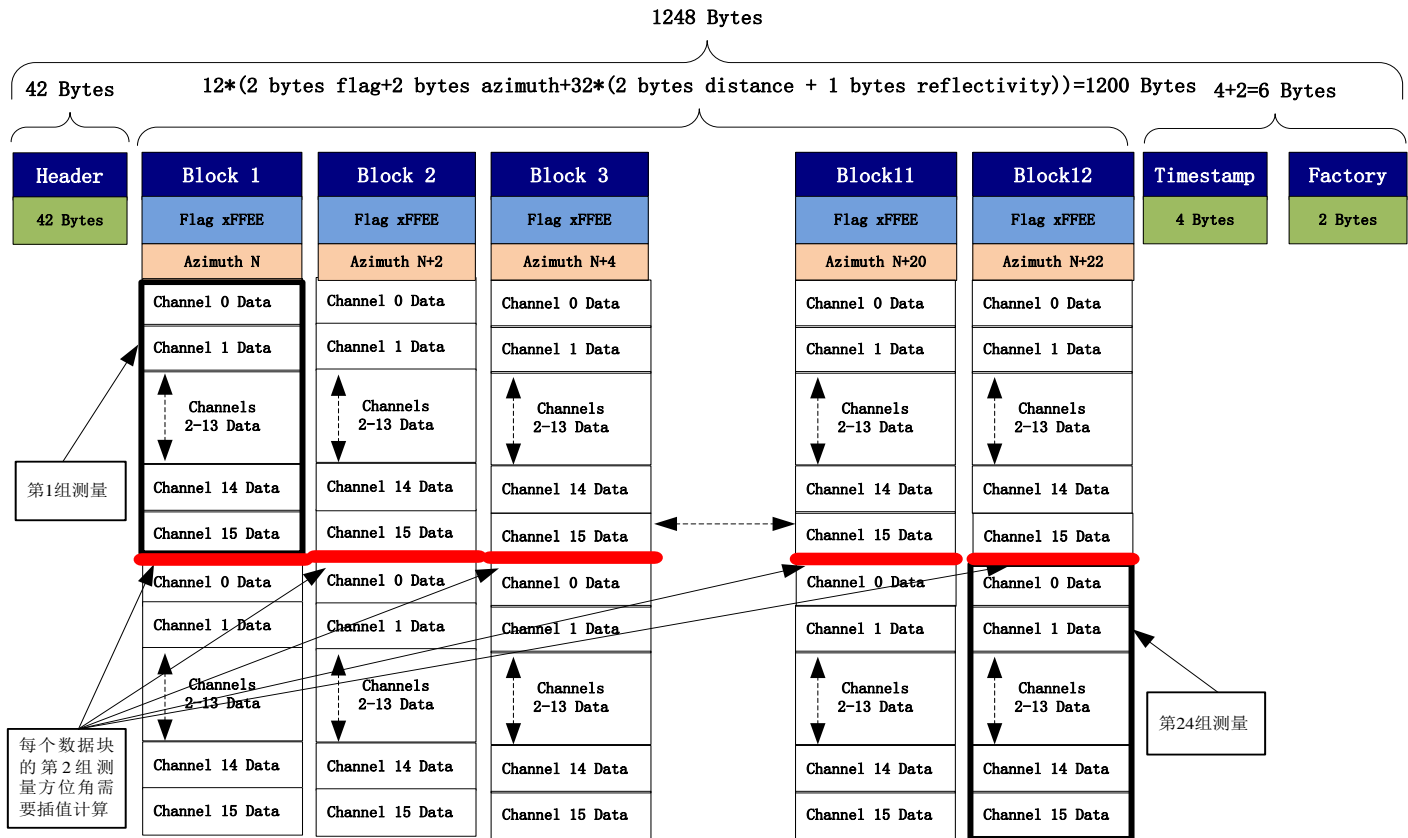 1248 Bytes
42 Bytes
12*(2 bytes flag+2 bytes azimuth+32*(2 bytes distance + 1 bytes reflectivity))=1200 Bytes
4+2=6 Bytes
Header
42 Bytes
Block 1
Flag xFFEE
Azimuth N
Channel 0 Data
Channel 1 Data
Channels
2-13 Data
Channel 14 Data
Channel 15 Data
Channel 0 Data
Channel 1 Data
Channels
2-13 Data
Channel 14 Data
Channel 15 Data
Block 2
Flag xFFEE
Azimuth N+2
Channel 0 Data
Channel 1 Data
Channels
2-13 Data
Channel 14 Data
Channel 15 Data
Channel 0 Data
Channel 1 Data
Channels
2-13 Data
Channel 14 Data
Channel 15 Data
Block 3
Flag xFFEE
Azimuth N+4
Channel 0 Data
Channel 1 Data
Channels
2-13 Data
Channel 14 Data
Channel 15 Data
Channel 0 Data
Channel 1 Data
Channels
2-13 Data
Channel 14 Data
Channel 15 Data
Block11
Flag xFFEE
Azimuth N+20
Channel 0 Data
Channel 1 Data
Channels
2-13 Data
Channel 14 Data
Channel 15 Data
Channel 0 Data
Channel 1 Data
Channels
2-13 Data
Channel 14 Data
Channel 15 Data
Block12
Flag xFFEE
Azimuth N+22
Channel 0 Data
Channel 1 Data
Channels
2-13 Data
Channel 14 Data
Channel 15 Data
Channel 0 Data
Channel 1 Data
Channels
2-13 Data
Channel 14 Data
Channel 15 Data
Timestamp
4 Bytes
Factory
2 Bytes
第1组测量
每个数据块
的第2组测
量方位角需
要插值计算
第24组测量